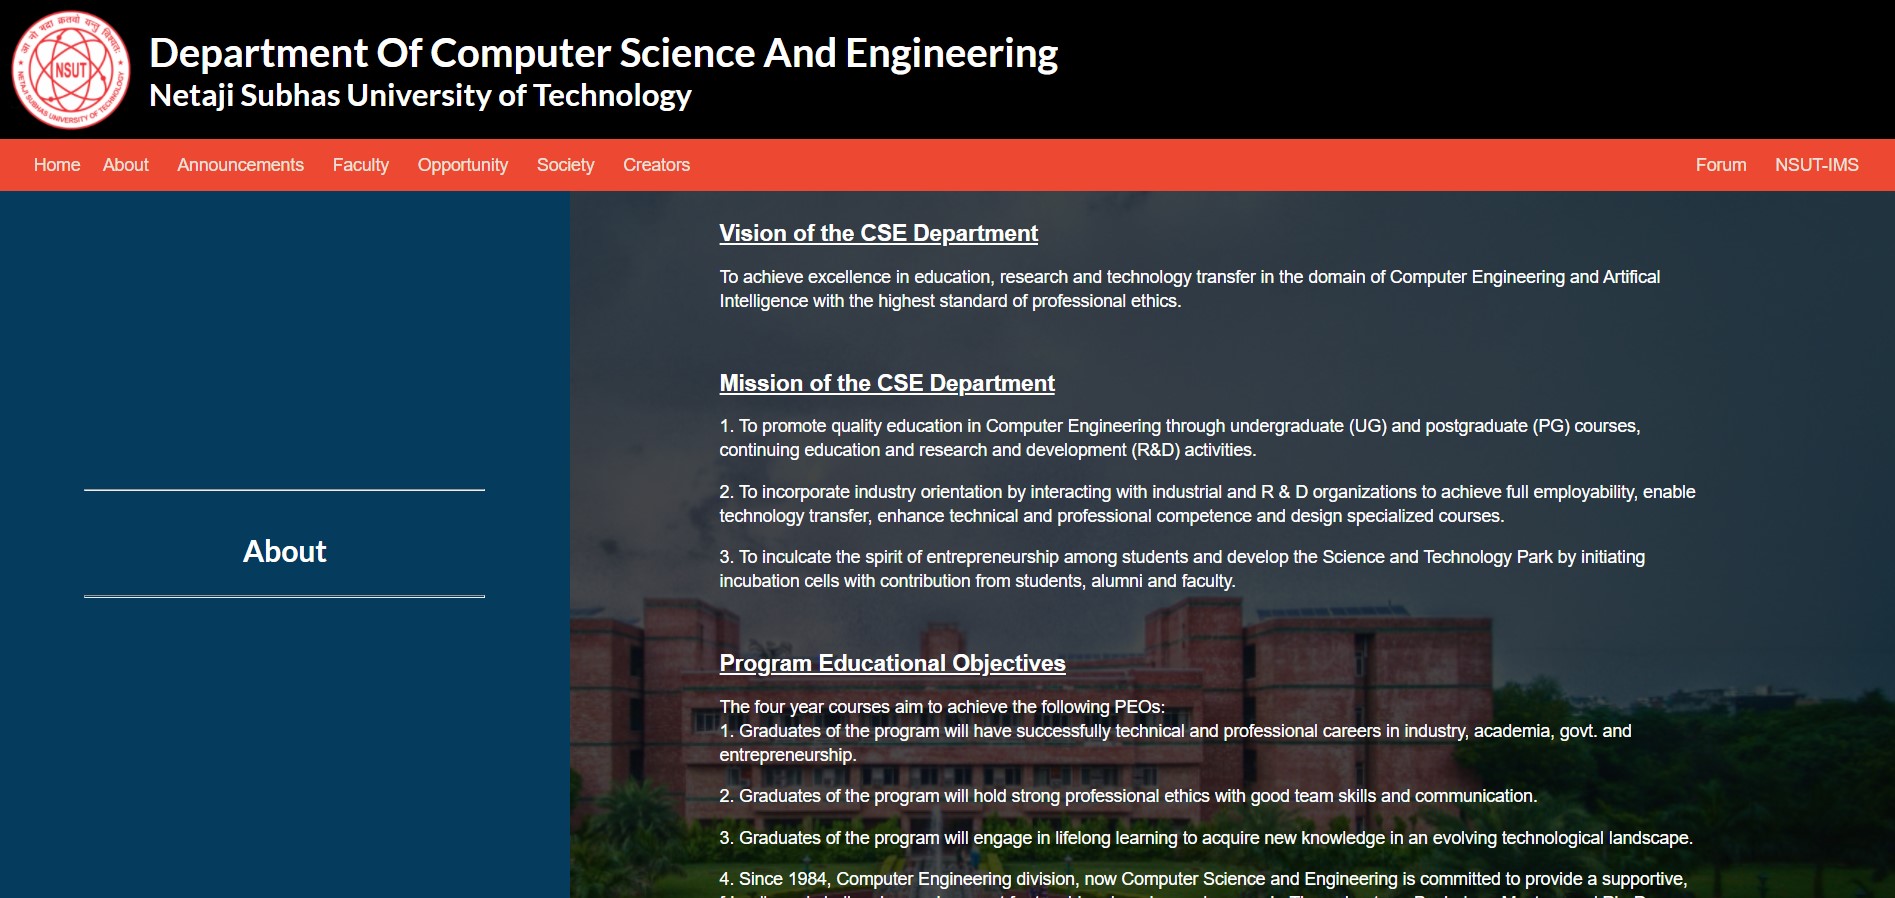 आ नो भद्रा क्रतवो यन्तु विश्वतः
NSUT
NETAJI SUBHAS UNIVERSITY OF TECHNOLOGY
Department Of Computer Science And Engineering
Netaji Subhas University of Technology
Home About Announcements Faculty Opportunity Society Creators Forum NSUT-IMS
About
Vision of the CSE Department
To achieve excellence in education, research and technology transfer in the domain of Computer Engineering and Artifical
Intelligence with the highest standard of professional ethics.
Mission of the CSE Department
1. To promote quality education in Computer Engineering through undergraduate (UG) and postgraduate (PG) courses,
continuing education and research and development (R&D) activities.
2. To incorporate industry orientation by interacting with industrial and R & D organizations to achieve full employability, enable
technology transfer, enhance technical and professional competence and design specialized courses.
3. To inculcate the spirit of entrepreneurship among students and develop the Science and Technology Park by initiating
incubation cells with contribution from students, alumni and faculty.
Program Educational Objectives
The four year courses aim to achieve the following PEOs:
1. Graduates of the program will have successfully technical and professional careers in industry, academia, govt. and
entrepreneurship.
2. Graduates of the program will hold strong professional ethics with good team skills and communication.
3. Graduates of the program will engage in lifelong learning to acquire new knowledge in an evolving technological landscape.
4. Since 1984, Computer Engineering division, now Computer Science and Engineering is committed to provide a supportive,